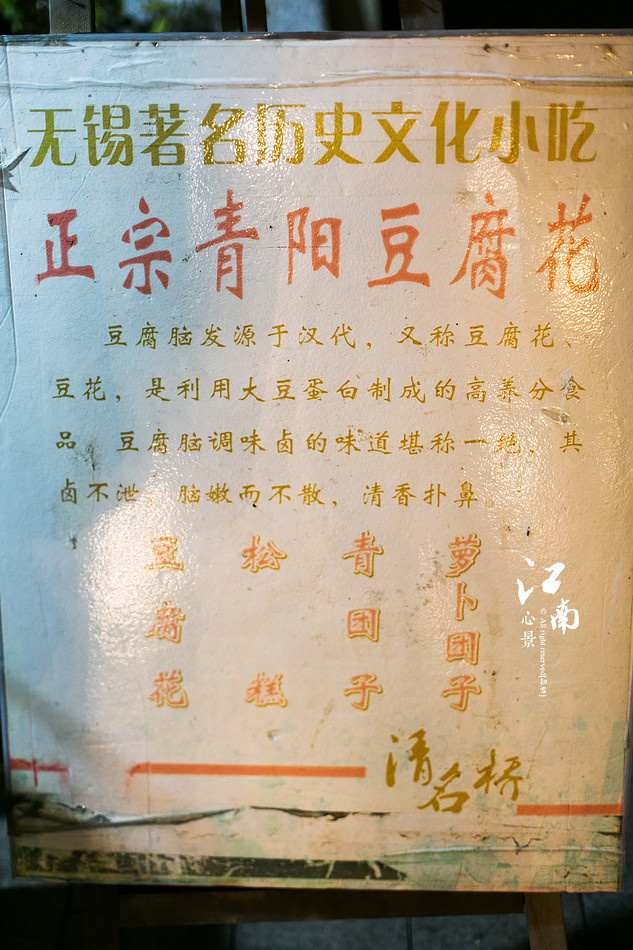 无锡著名历史文化小吃
正宗青阳豆腐花
豆腐脑发源于汉代，又称豆腐花、
豆花，是利用大豆蛋白制成的高养分食
品 豆腐脑调味卤的味道堪称一绝，其
卤不泄，脑嫩而不散，清香扑鼻
豆腐花
松糕
青团子
萝卜团子
清名桥
江南
心景
© All right reserved